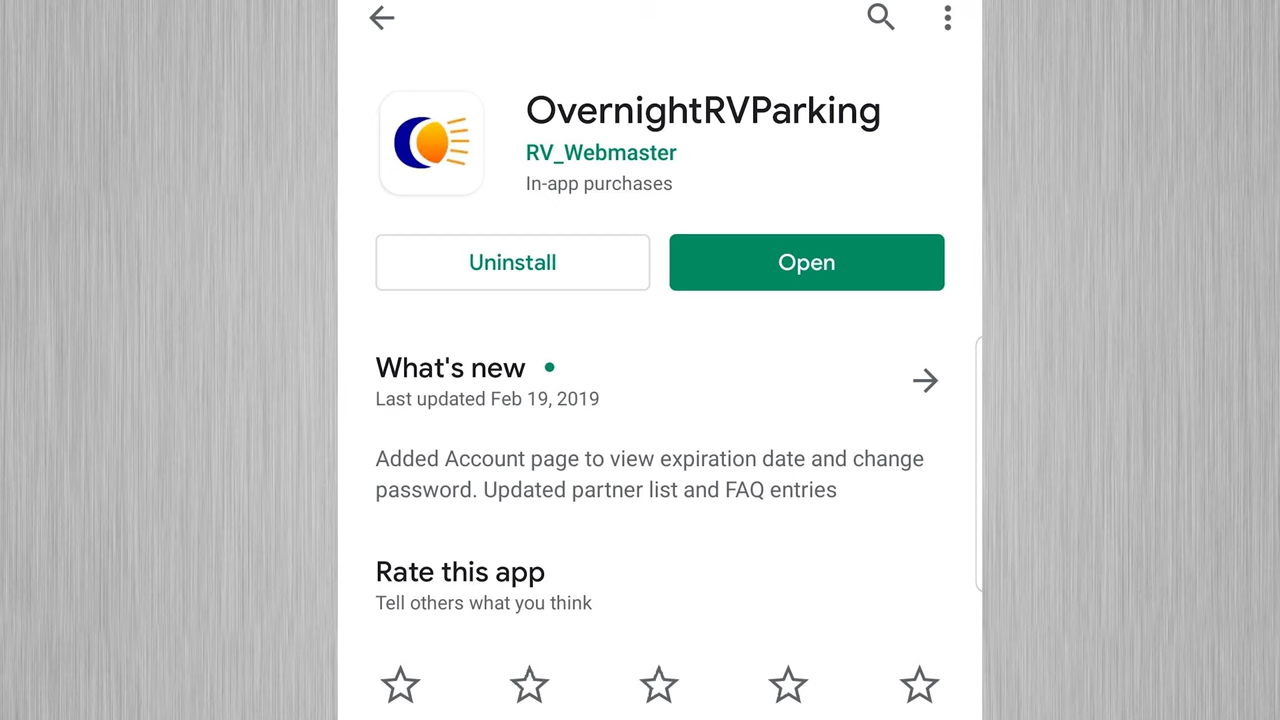 OvernightRVParking
RV_Webmaster
In-app purchases
Uninstall
Open
What's new
Last updated Feb 19, 2019
Added Account page to view expiration date and change
password. Updated partner list and FAQ entries
Rate this app
Tell others what you think